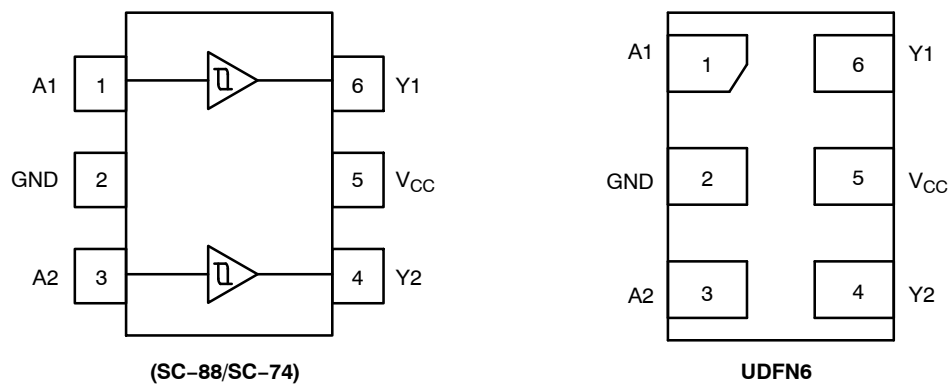 A1 1 6 Y1
GND 2 5 VCC
A2 3 4 Y2
(SC−88/SC−74)
A1 1 6 Y1
GND 2 5 VCC
A2 3 4 Y2
UDFN6